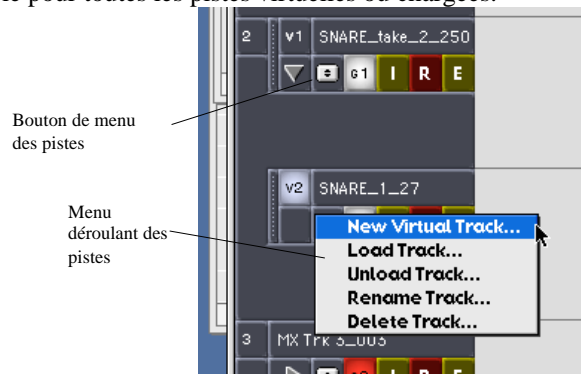 le pour toutes les pistes virtuelles ou chargées.
2 v1 SNARE_take_2_250
G1 I R E
Bouton de menu
des pistes
v2 SNARE_1_27
Menu
déroulant des
pistes
New Virtual Track...
Load Track...
Unload Track...
Rename Track...
Delete Track...
3 MX Trk 3_003
I R E